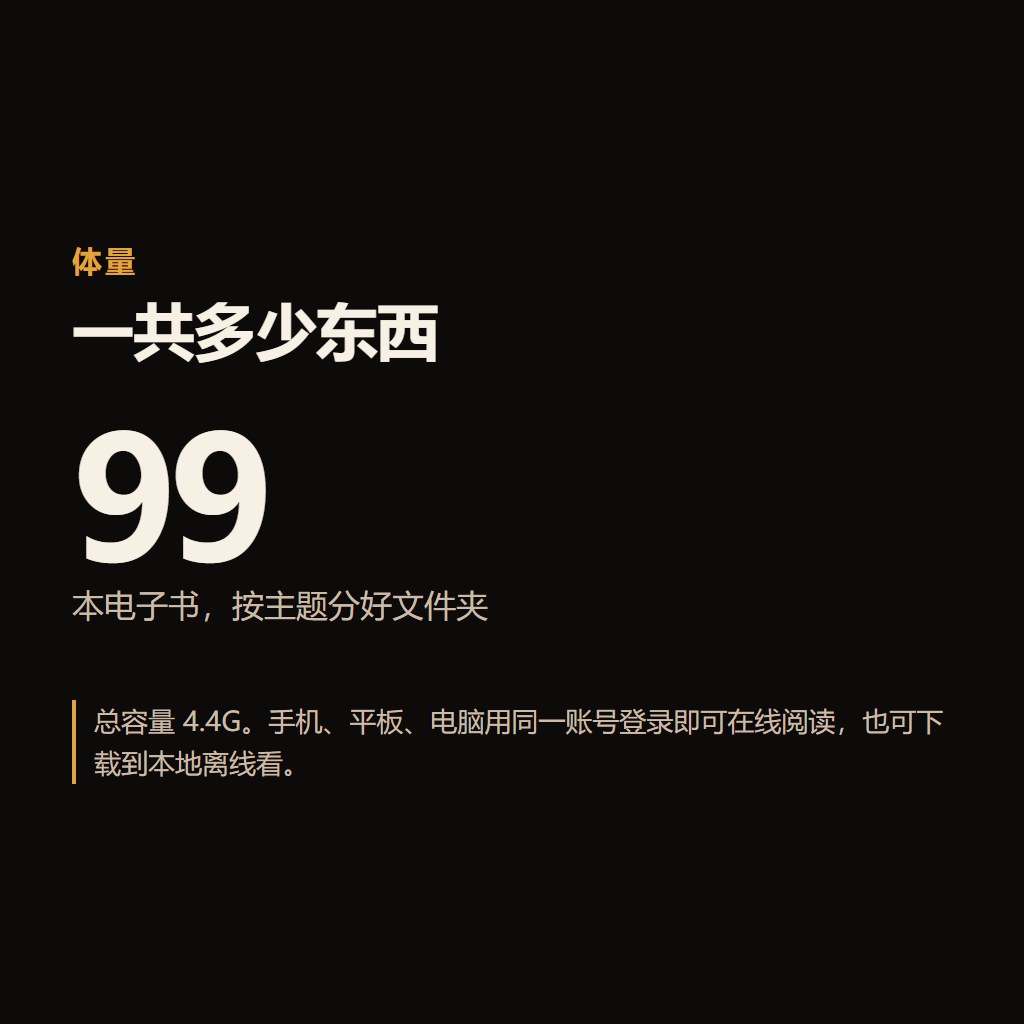 体量
一共多少东西
99
本电子书，按主题分好文件夹
总容量 4.4G。手机、平板、电脑用同一账号登录即可在线阅读，也可下
载到本地离线看。